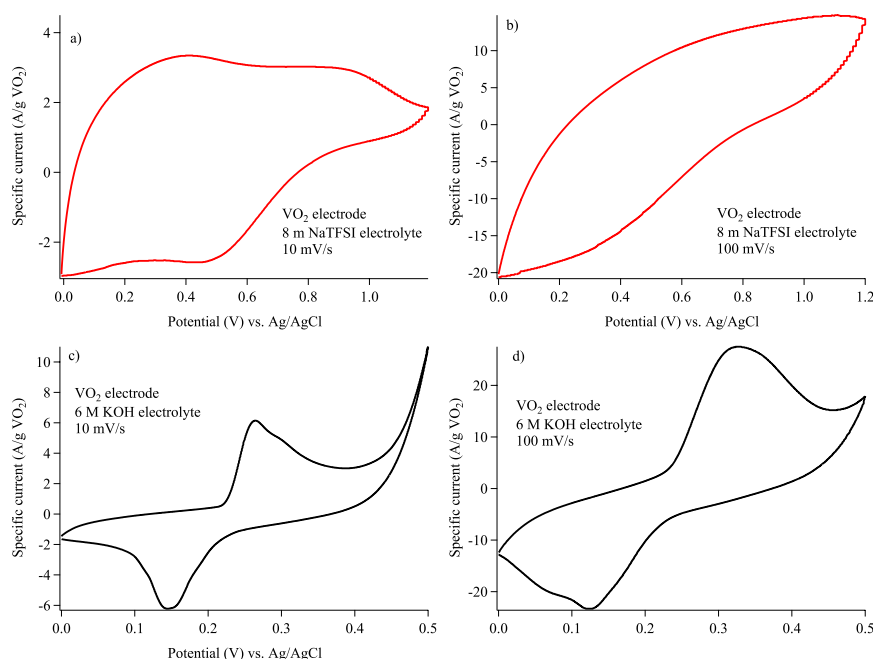 a)
Specific current (A/g VO₂)
4
2
0
-2
VO₂ electrode
8 m NaTFSI electrolyte
10 mV/s
0.0 0.2 0.4 0.6 0.8 1.0
Potential (V) vs. Ag/AgCl
b)
Specific current (A/g VO₂)
10
5
0
-5
-10
-15
-20
VO₂ electrode
8 m NaTFSI electrolyte
100 mV/s
0.0 0.2 0.4 0.6 0.8 1.0 1.2
Potential (V) vs. Ag/AgCl
c)
Specific current (A/g VO₂)
10
8
6
4
2
0
-2
-4
-6
VO₂ electrode
6 M KOH electrolyte
10 mV/s
0.0 0.1 0.2 0.3 0.4 0.5
Potential (V) vs. Ag/AgCl
d)
Specific current (A/g VO₂)
20
10
0
-10
-20
VO₂ electrode
6 M KOH electrolyte
100 mV/s
0.0 0.1 0.2 0.3 0.4 0.5
Potential (V) vs. Ag/AgCl